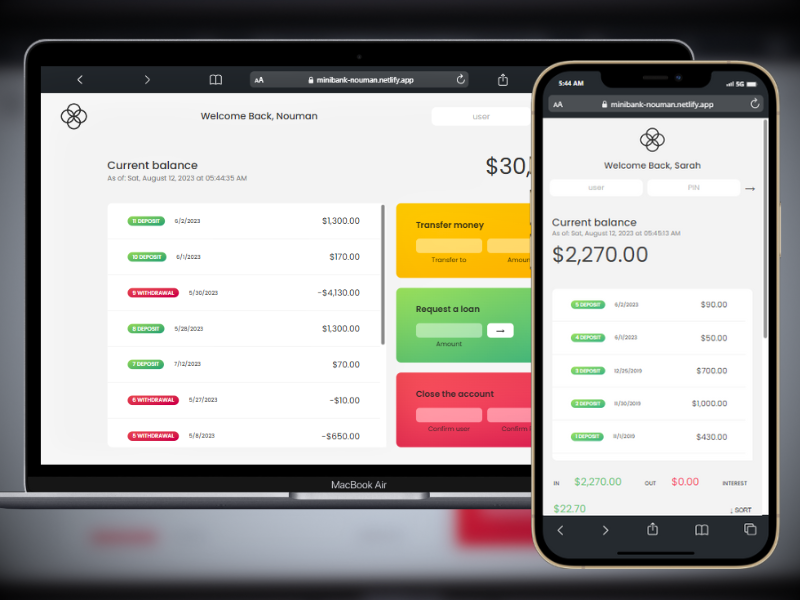 AA minibank-nouman.netlify.app
Welcome Back, Nouman
user
Current balance
As of: Sat, August 12, 2023 at 05:44:35 AM
$30,
11 DEPOSIT 6/2/2023 $1,300.00
10 DEPOSIT 6/1/2023 $170.00
9 WITHDRAWAL 5/30/2023 -$4,130.00
8 DEPOSIT 5/28/2023 $1,300.00
7 DEPOSIT 7/12/2023 $70.00
6 WITHDRAWAL 5/27/2023 -$10.00
5 WITHDRAWAL 5/8/2023 -$650.00
Transfer money
Transfer to Amoun
Request a loan
→
Amount
Close the account
Confirm user Confirm
MacBook Air
5:44 AM 5G
AA minibank-nouman.netlify.app
Welcome Back, Sarah
user PIN →
Current balance
As of: Sat, August 12, 2023 at 05:45:13 AM
$2,270.00
5 DEPOSIT 6/2/2023 $90.00
4 DEPOSIT 6/1/2023 $50.00
3 DEPOSIT 12/25/2019 $700.00
2 DEPOSIT 11/30/2019 $1,000.00
1 DEPOSIT 11/1/2019 $430.00
IN $2,270.00 OUT $0.00 INTEREST
$22.70 ↓ SORT